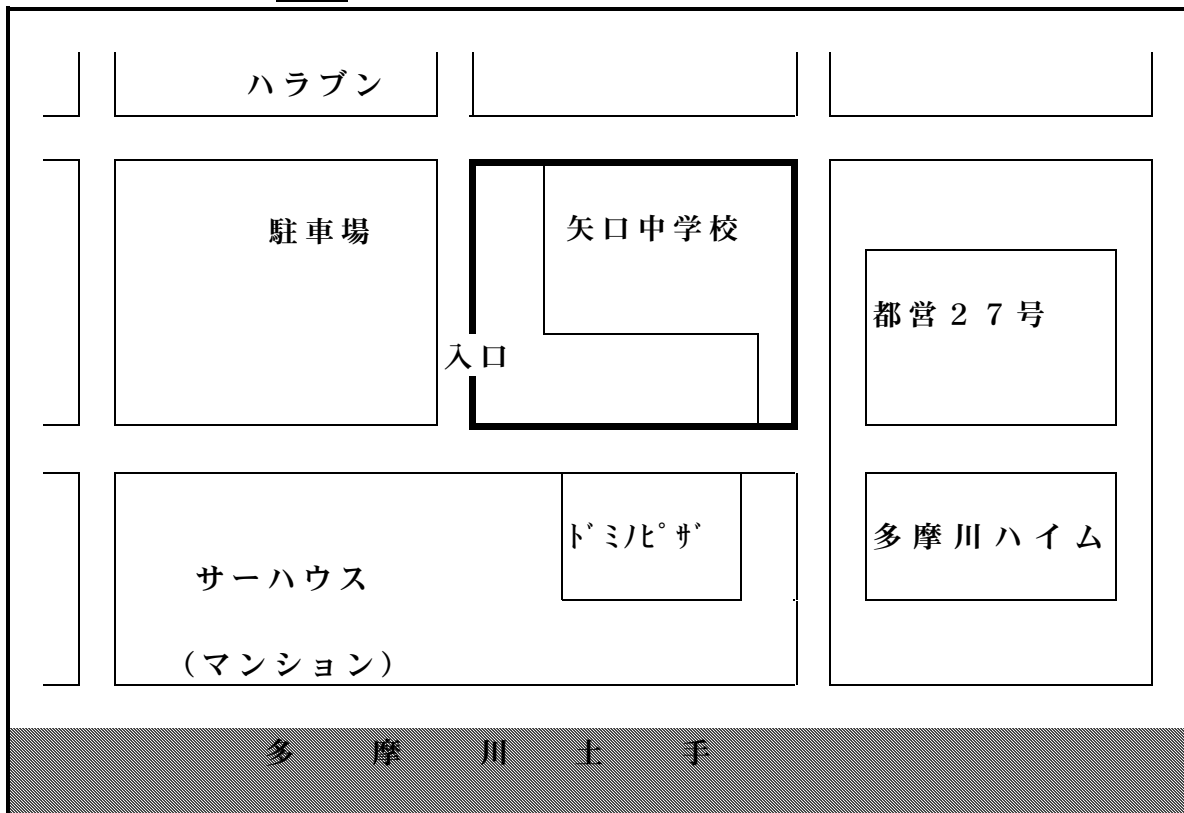 ハラブン
駐車場
矢口中学校
都営２７号
入口
ﾄﾞﾐﾉﾋﾟｻﾞ
多摩川ハイム
サーハウス
（マンション）
多摩川土手